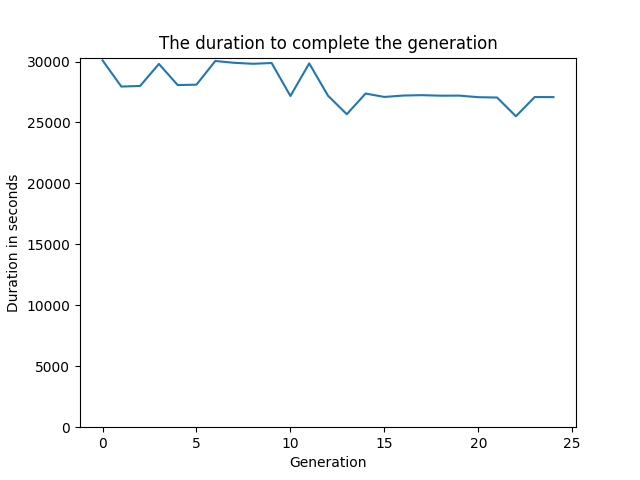 The duration to complete the generation
30000
25000
20000
15000
10000
5000
0
Duration in seconds
0 5 10 15 20 25
Generation